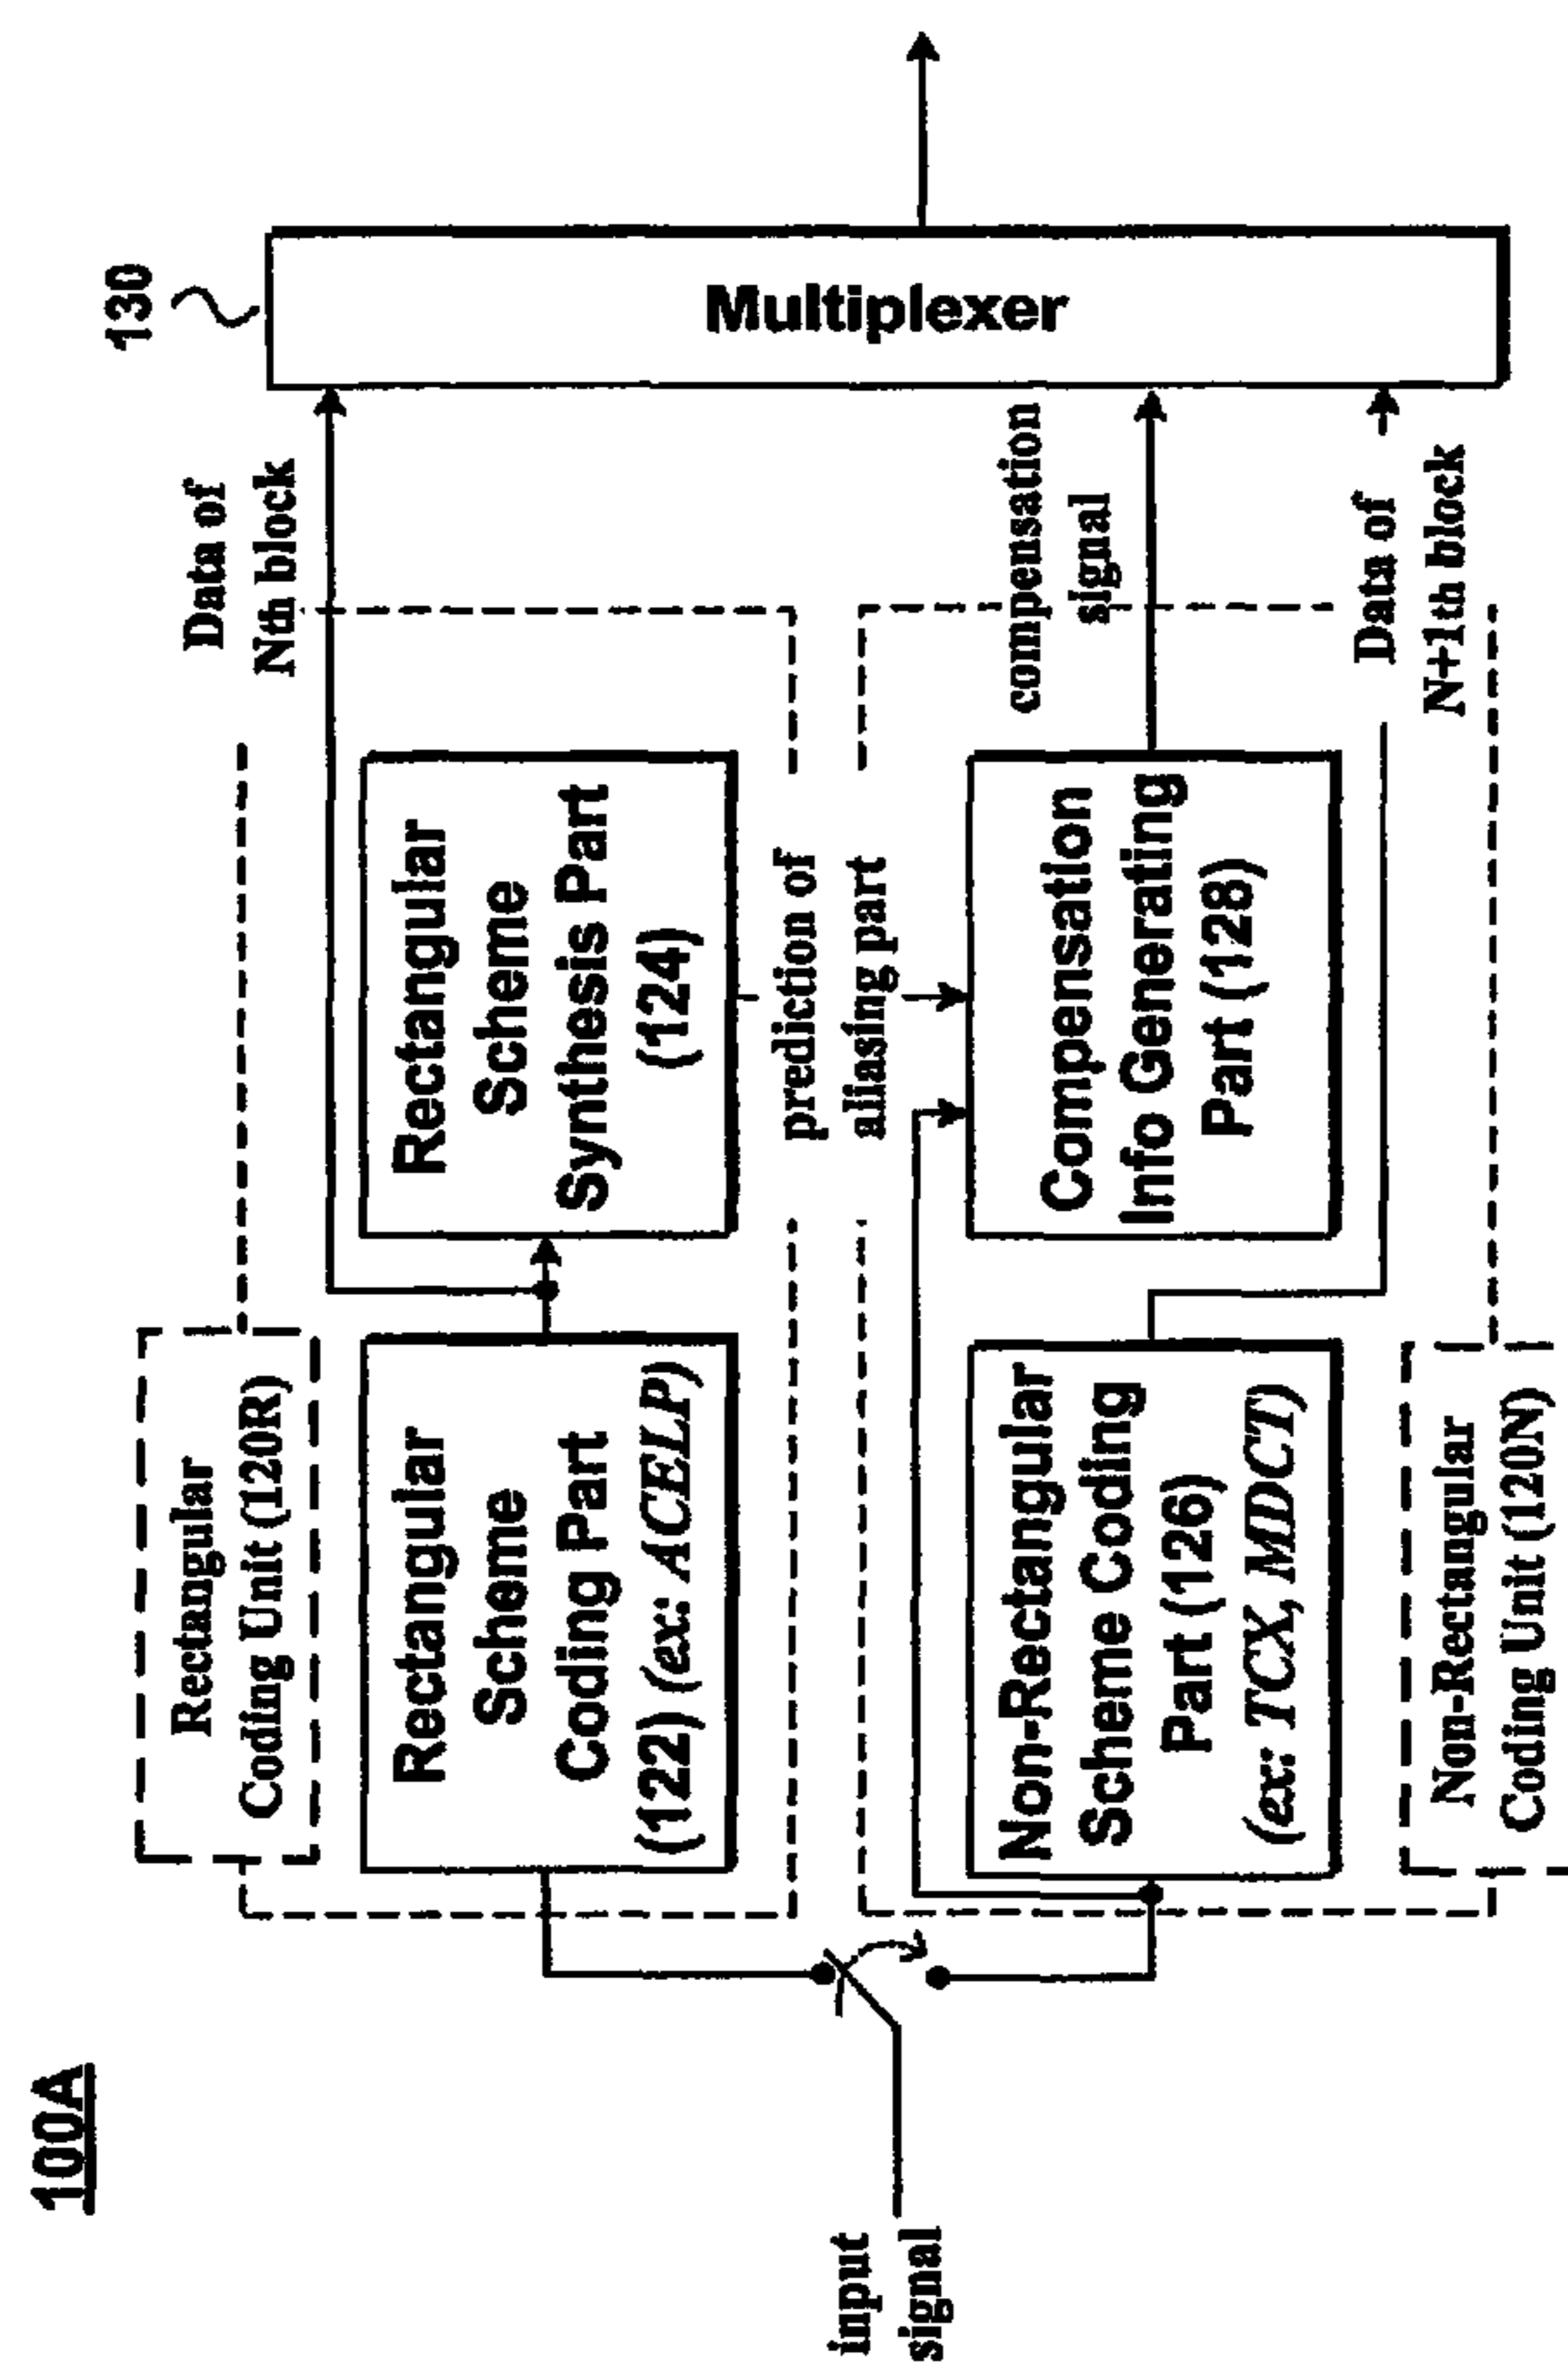 100A
input
signal
Rectangular
Coding Unit (120R)
Rectangular
Scheme
Coding Part
(122) (ex: ACELP)
Rectangular
Scheme
Synthesis Part
(124)
Data of
Nth block
prediction of
aliasing part
Non-Rectangular
Scheme Coding
Part (126)
(ex: TCX, MDCT)
Compensation
Info Generating
Part (128)
compensation
signal
Data of
N+1th block
Non-Rectangular
Coding Unit (120N)
130
Multiplexer